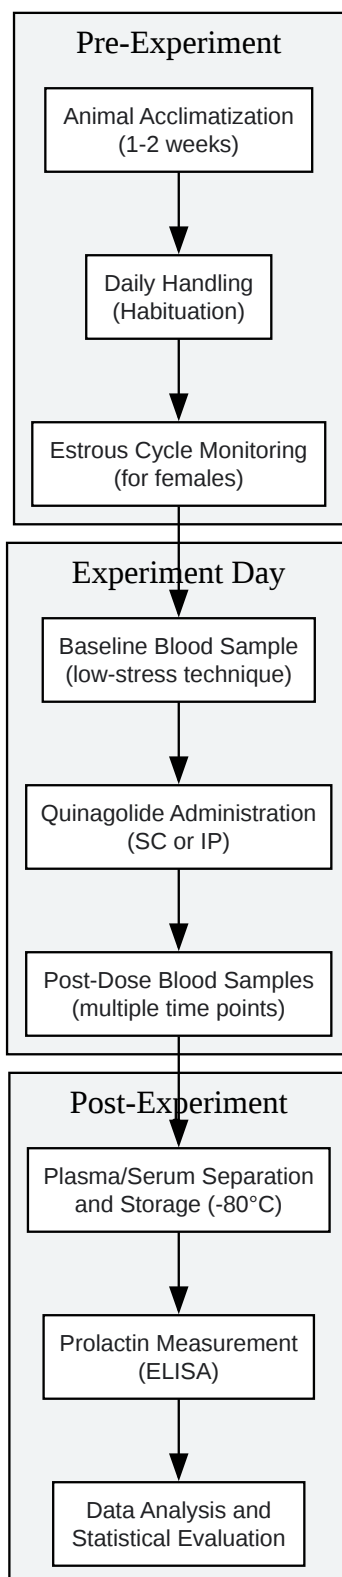 Pre-Experiment
Animal Acclimatization
(1-2 weeks)
Daily Handling
(Habituation)
Estrous Cycle Monitoring
(for females)
Experiment Day
Baseline Blood Sample
(low-stress technique)
Quinagolide Administration
(SC or IP)
Post-Dose Blood Samples
(multiple time points)
Post-Experiment
Plasma/Serum Separation
and Storage (-80°C)
Prolactin Measurement
(ELISA)
Data Analysis and
Statistical Evaluation